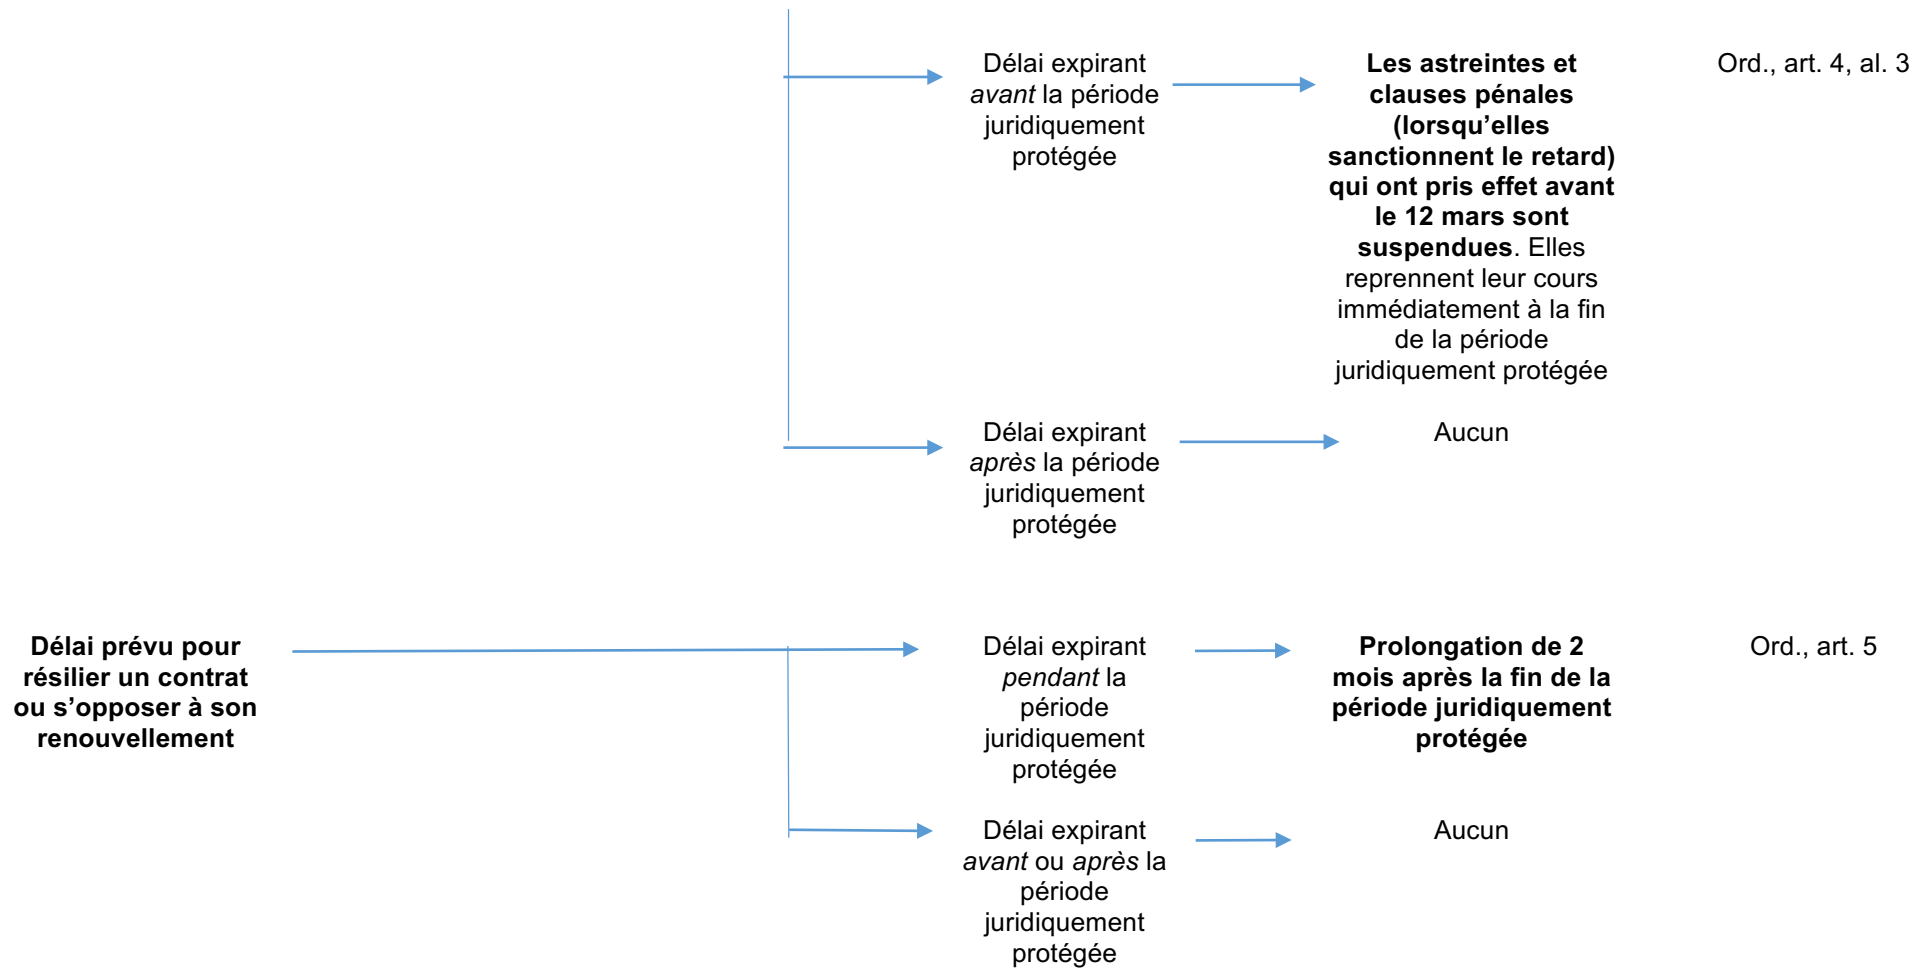 Délai expirant
avant la période
juridiquement
protégée
Les astreintes et
clauses pénales
(lorsqu’elles
sanctionnent le retard)
qui ont pris effet avant
le 12 mars sont
suspendues. Elles
reprennent leur cours
immédiatement à la fin
de la période
juridiquement protégée
Ord., art. 4, al. 3
Délai expirant
après la période
juridiquement
protégée
Aucun
Délai prévu pour
résilier un contrat
ou s’opposer à son
renouvellement
Délai expirant
pendant la
période
juridiquement
protégée
Prolongation de 2
mois après la fin de la
période juridiquement
protégée
Ord., art. 5
Délai expirant
avant ou après la
période
juridiquement
protégée
Aucun